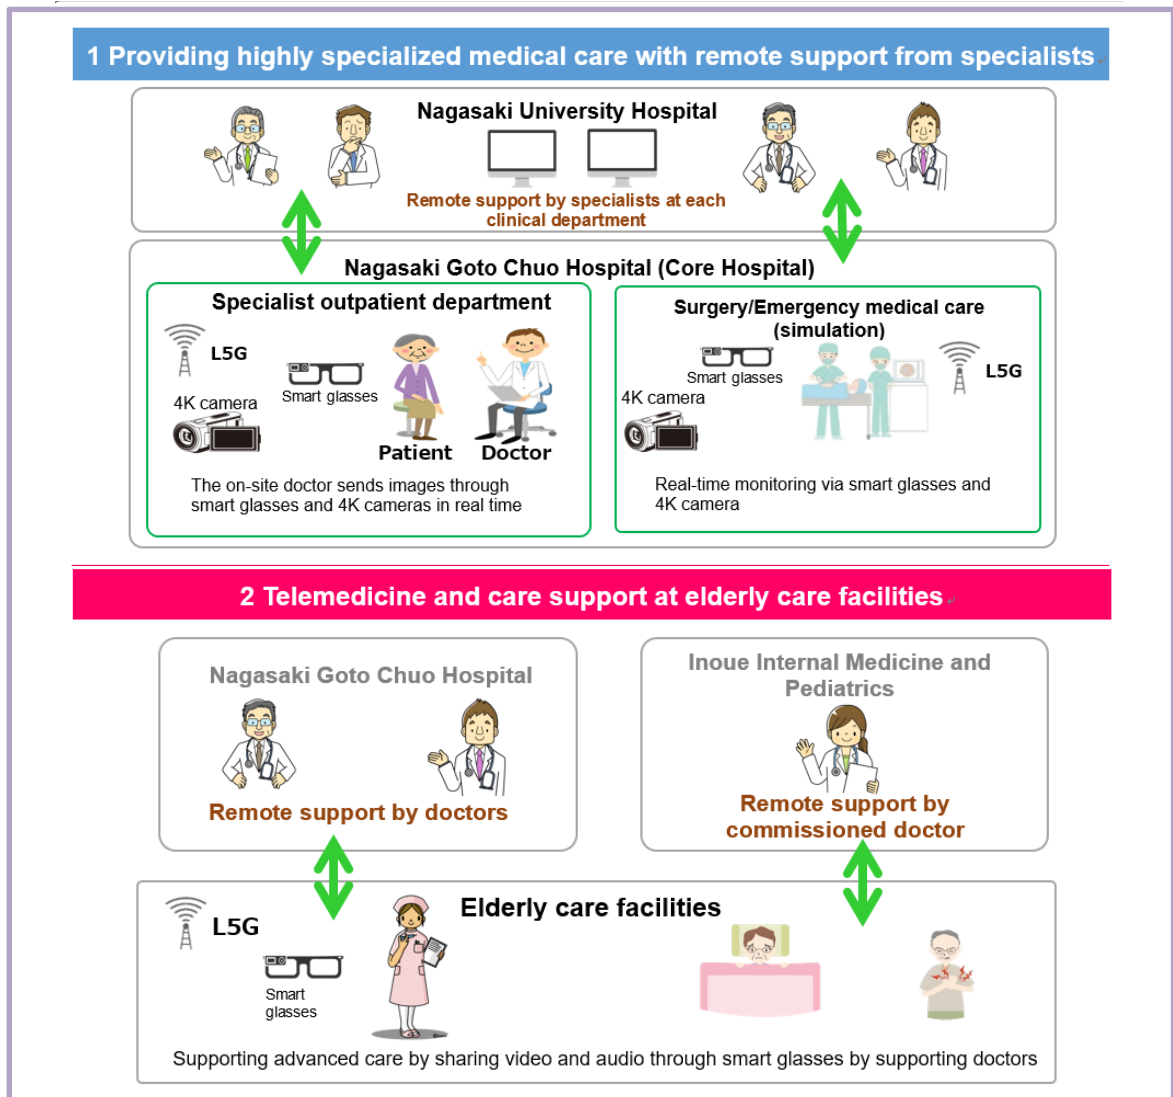 1 Providing highly specialized medical care with remote support from specialists
Nagasaki University Hospital
Remote support by specialists at each
clinical department
Nagasaki Goto Chuo Hospital (Core Hospital)
Specialist outpatient department
L5G
Smart glasses
4K camera
Patient
Doctor
The on-site doctor sends images through
smart glasses and 4K cameras in real time
Surgery/Emergency medical care
(simulation)
Smart glasses
L5G
4K camera
Real-time monitoring via smart glasses and
4K camera
2 Telemedicine and care support at elderly care facilities
Nagasaki Goto Chuo Hospital
Remote support by doctors
Inoue Internal Medicine and
Pediatrics
Remote support by
commissioned doctor
Elderly care facilities
L5G
Smart
glasses
Supporting advanced care by sharing video and audio through smart glasses by supporting doctors